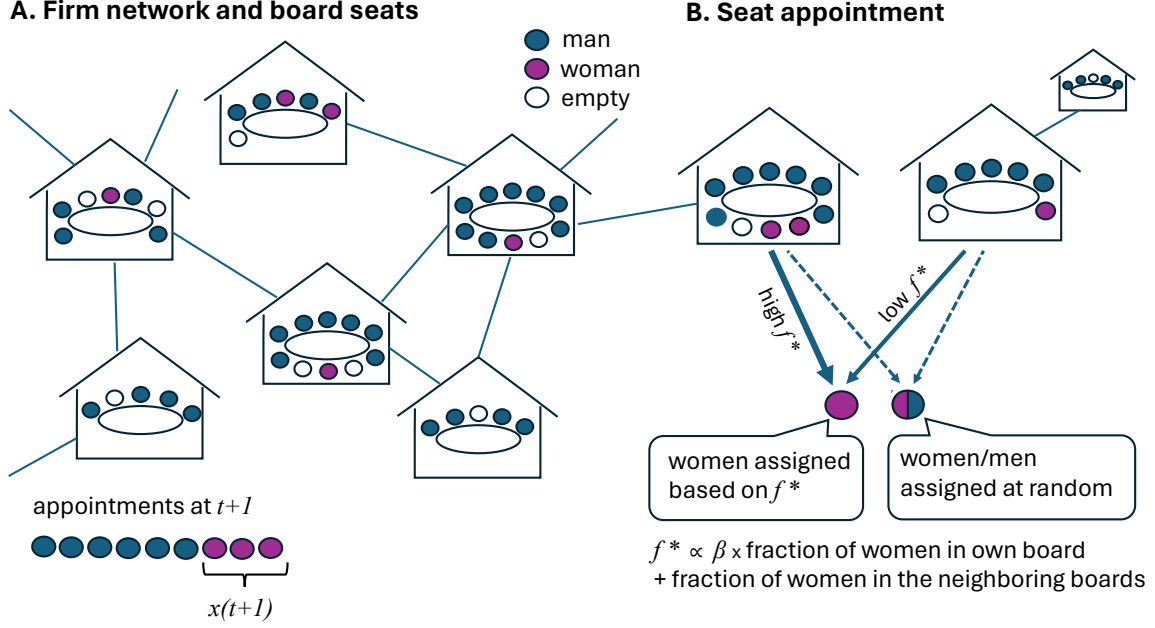 A. Firm network and board seats
man
woman
empty
appointments at t+1
x(t+1)
B. Seat appointment
high f*
low f*
women assigned
based on f*
women/men
assigned at random
f* ∝ β x fraction of women in own board
+ fraction of women in the neighboring boards